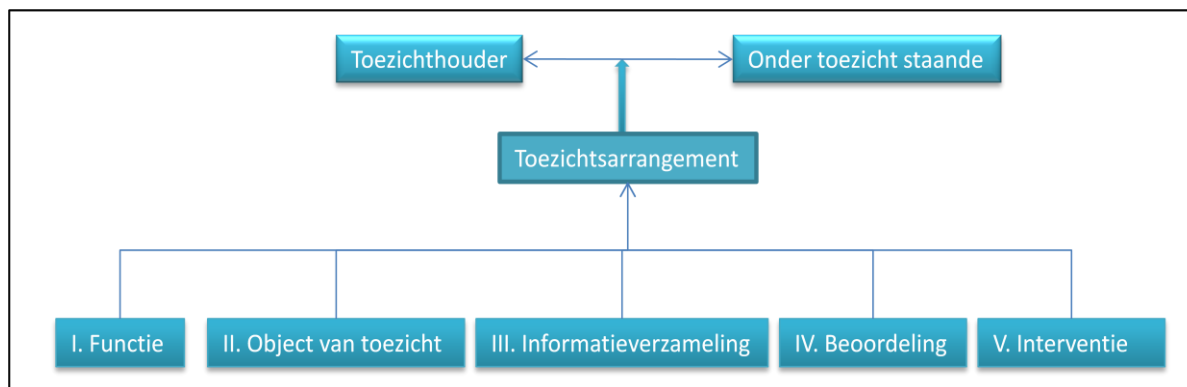 Toezichthouder
Onder toezicht staande
Toezichtsarrangement
I. Functie
II. Object van toezicht
III. Informatieverzameling
IV. Beoordeling
V. Interventie